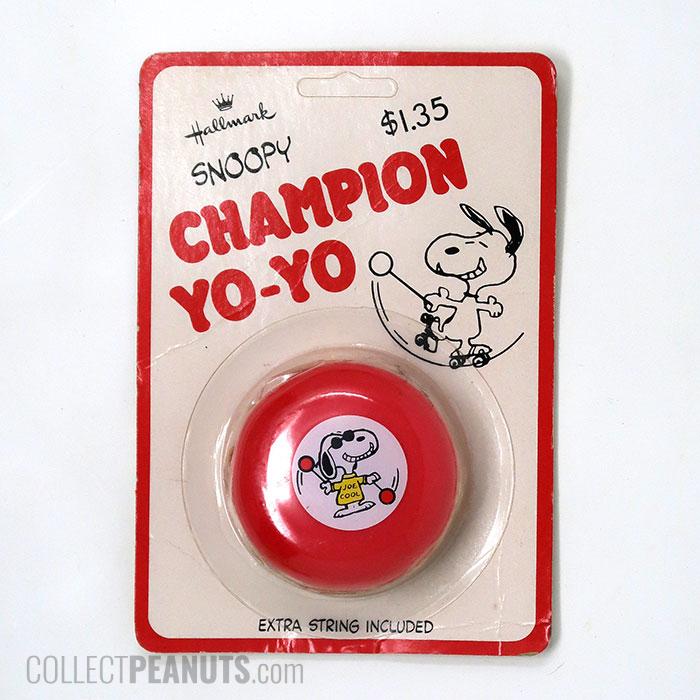 Hallmark
$1.35
SNOOPY
CHAMPION
YO-YO
JOE
COOL
EXTRA STRING INCLUDED
COLLECTPEANUTS.com